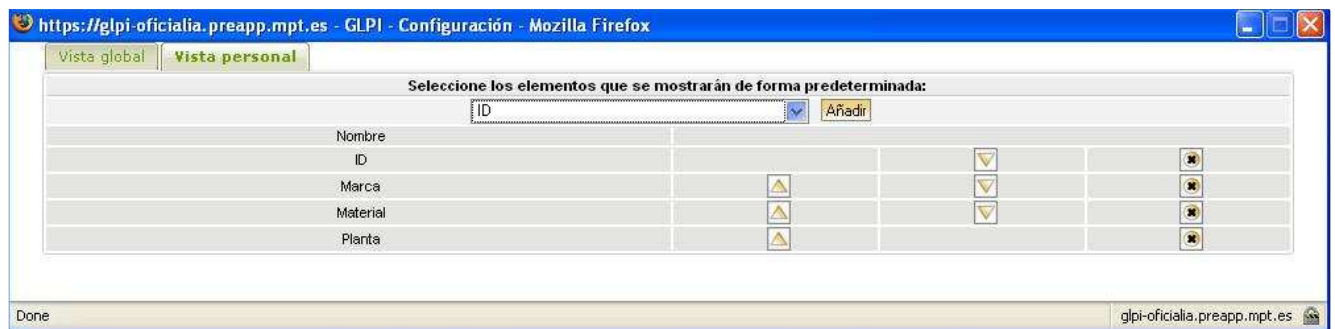 https://glpi-oficialia.preapp.mpt.es - GLPI - Configuración - Mozilla Firefox
Vista global Vista personal
Seleccione los elementos que se mostrarán de forma predeterminada:
ID Añadir
Nombre
ID
Marca
Material
Planta
Done glpi-oficialia.preapp.mpt.es